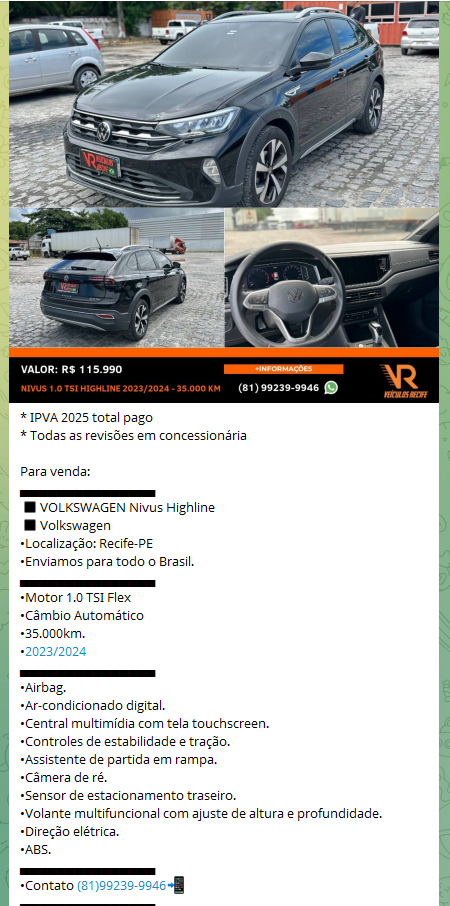 VR VEÍCULOS RECIFE
VALOR: R$ 115.990
NIVUS 1.0 TSI HIGHLINE 2023/2024 - 35.000 KM
+INFORMAÇÕES
(81) 99239-9946
VR
VEÍCULOS RECIFE
* IPVA 2025 total pago
* Todas as revisões em concessionária
Para venda:
VOLKSWAGEN Nivus Highline
Volkswagen
•Localização: Recife-PE
•Enviamos para todo o Brasil.
•Motor 1.0 TSI Flex
•Câmbio Automático
•35.000km.
•2023/2024
•Airbag.
•Ar-condicionado digital.
•Central multimídia com tela touchscreen.
•Controles de estabilidade e tração.
•Assistente de partida em rampa.
•Câmera de ré.
•Sensor de estacionamento traseiro.
•Volante multifuncional com ajuste de altura e profundidade.
•Direção elétrica.
•ABS.
•Contato (81)99239-9946